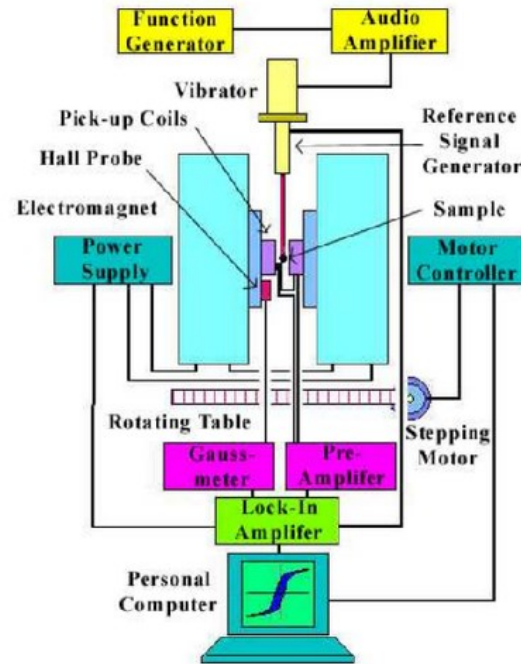 Function
Generator
Audio
Amplifier
Vibrator
Pick-up Coils
Hall Probe
Electromagnet
Reference
Signal
Generator
Sample
Power
Supply
Motor
Controller
Rotating Table
Stepping
Motor
Gauss-
meter
Pre-
Amplifer
Lock-In
Amplifer
Personal
Computer